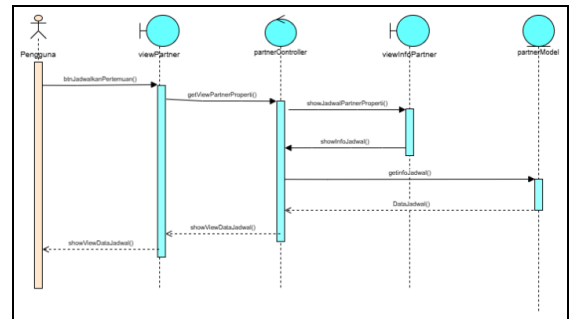 Pengguna
viewPartner
partnerController
viewInfoPartner
partnerModel
btnJadwalkanPertemuan()
getViewPartnerProperti()
showJadwalPartnerProperti()
showInfoJadwal()
getinfoJadwal()
DataJadwal()
showViewDataJadwal()
showViewDataJadwal()